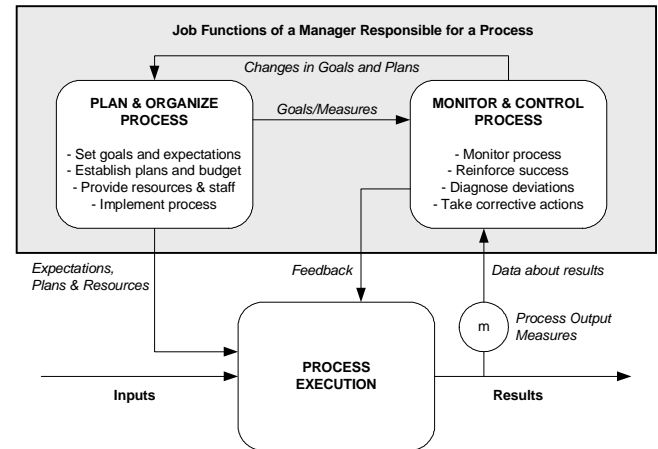 Job Functions of a Manager Responsible for a Process
Changes in Goals and Plans
PLAN & ORGANIZE
PROCESS
- Set goals and expectations
- Establish plans and budget
- Provide resources & staff
- Implement process
Goals/Measures
MONITOR & CONTROL
PROCESS
- Monitor process
- Reinforce success
- Diagnose deviations
- Take corrective actions
Expectations,
Plans & Resources
Feedback
Data about results
m
Process Output
Measures
PROCESS
EXECUTION
Inputs
Results